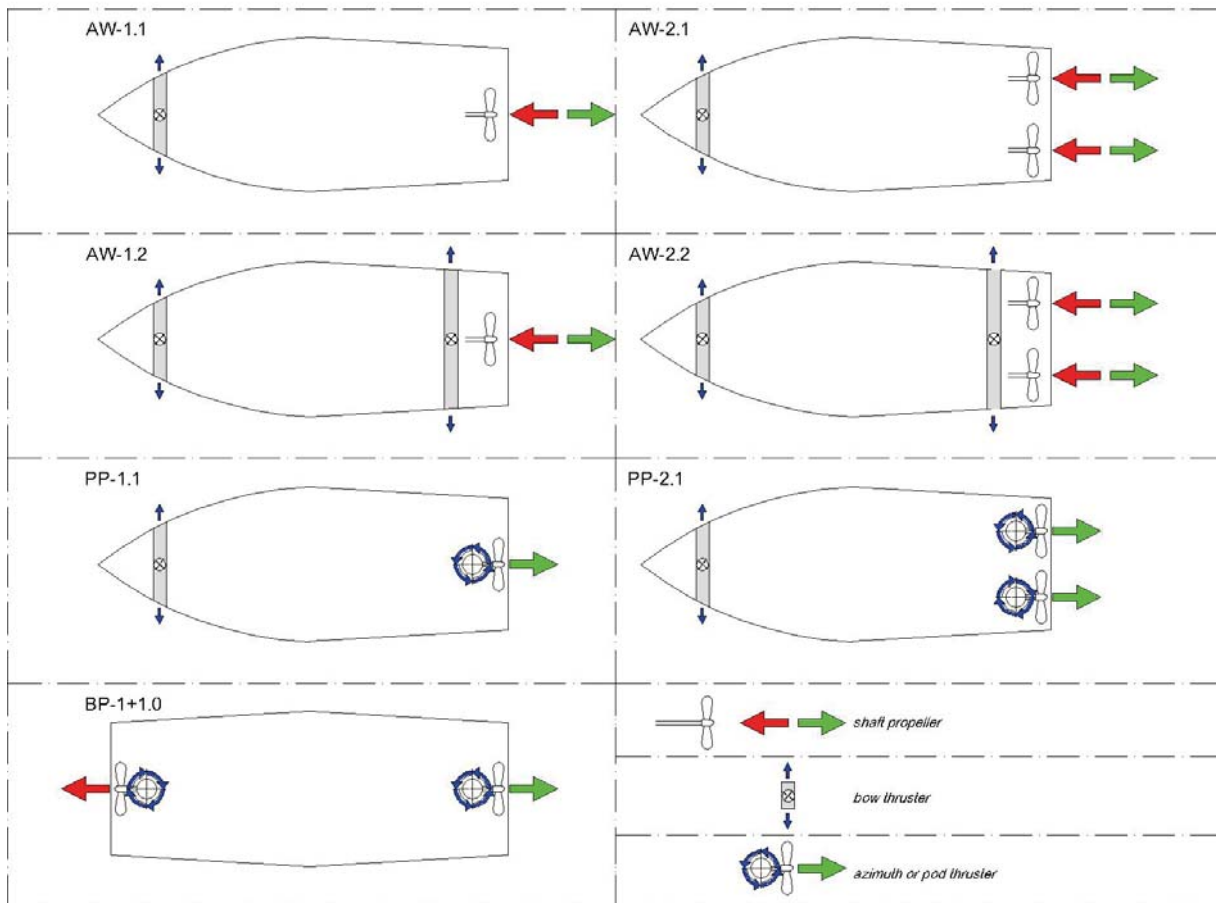 AW-1.1
AW-2.1
AW-1.2
AW-2.2
PP-1.1
PP-2.1
BP-1+1.0
shaft propeller
bow thruster
azimuth or pod thruster